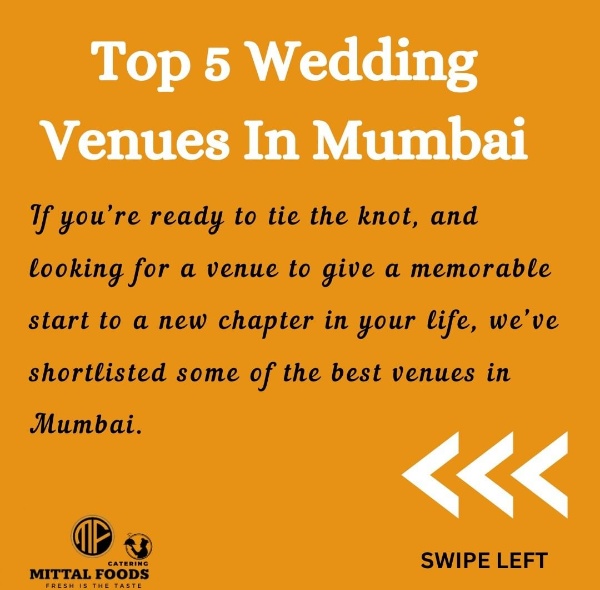 Top 5 Wedding
Venues In Mumbai
If you're ready to tie the knot, and
looking for a venue to give a memorable
start to a new chapter in your life, we've
shortlisted some of the best venues in
Mumbai.
SWIPE LEFT
MF
CATERING
MITTAL FOODS
FRESH IS THE TASTE